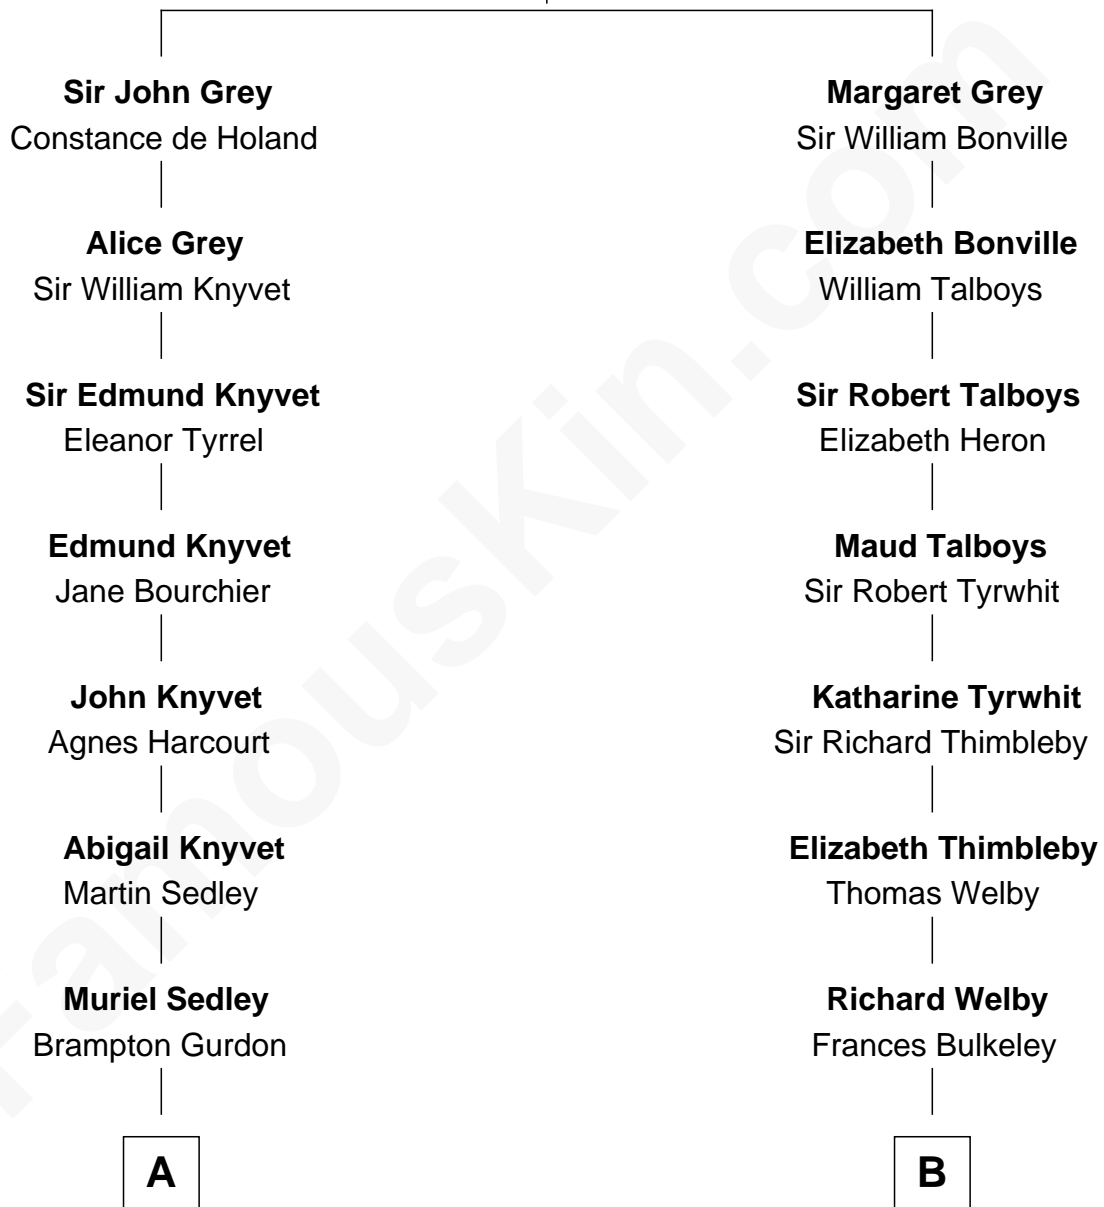 Sir John Grey
Constance de Holand
Alice Grey
Sir William Knyvet
Sir Edmund Knyvet
Eleanor Tyrrel
Edmund Knyvet
Jane Bourchier
John Knyvet
Agnes Harcourt
Abigail Knyvet
Martin Sedley
Muriel Sedley
Brampton Gurdon
A
Margaret Grey
Sir William Bonville
Elizabeth Bonville
William Talboys
Sir Robert Talboys
Elizabeth Heron
Maud Talboys
Sir Robert Tyrwhit
Katharine Tyrwhit
Sir Richard Thimbleby
Elizabeth Thimbleby
Thomas Welby
Richard Welby
Frances Bulkeley
B
FamousKin.com